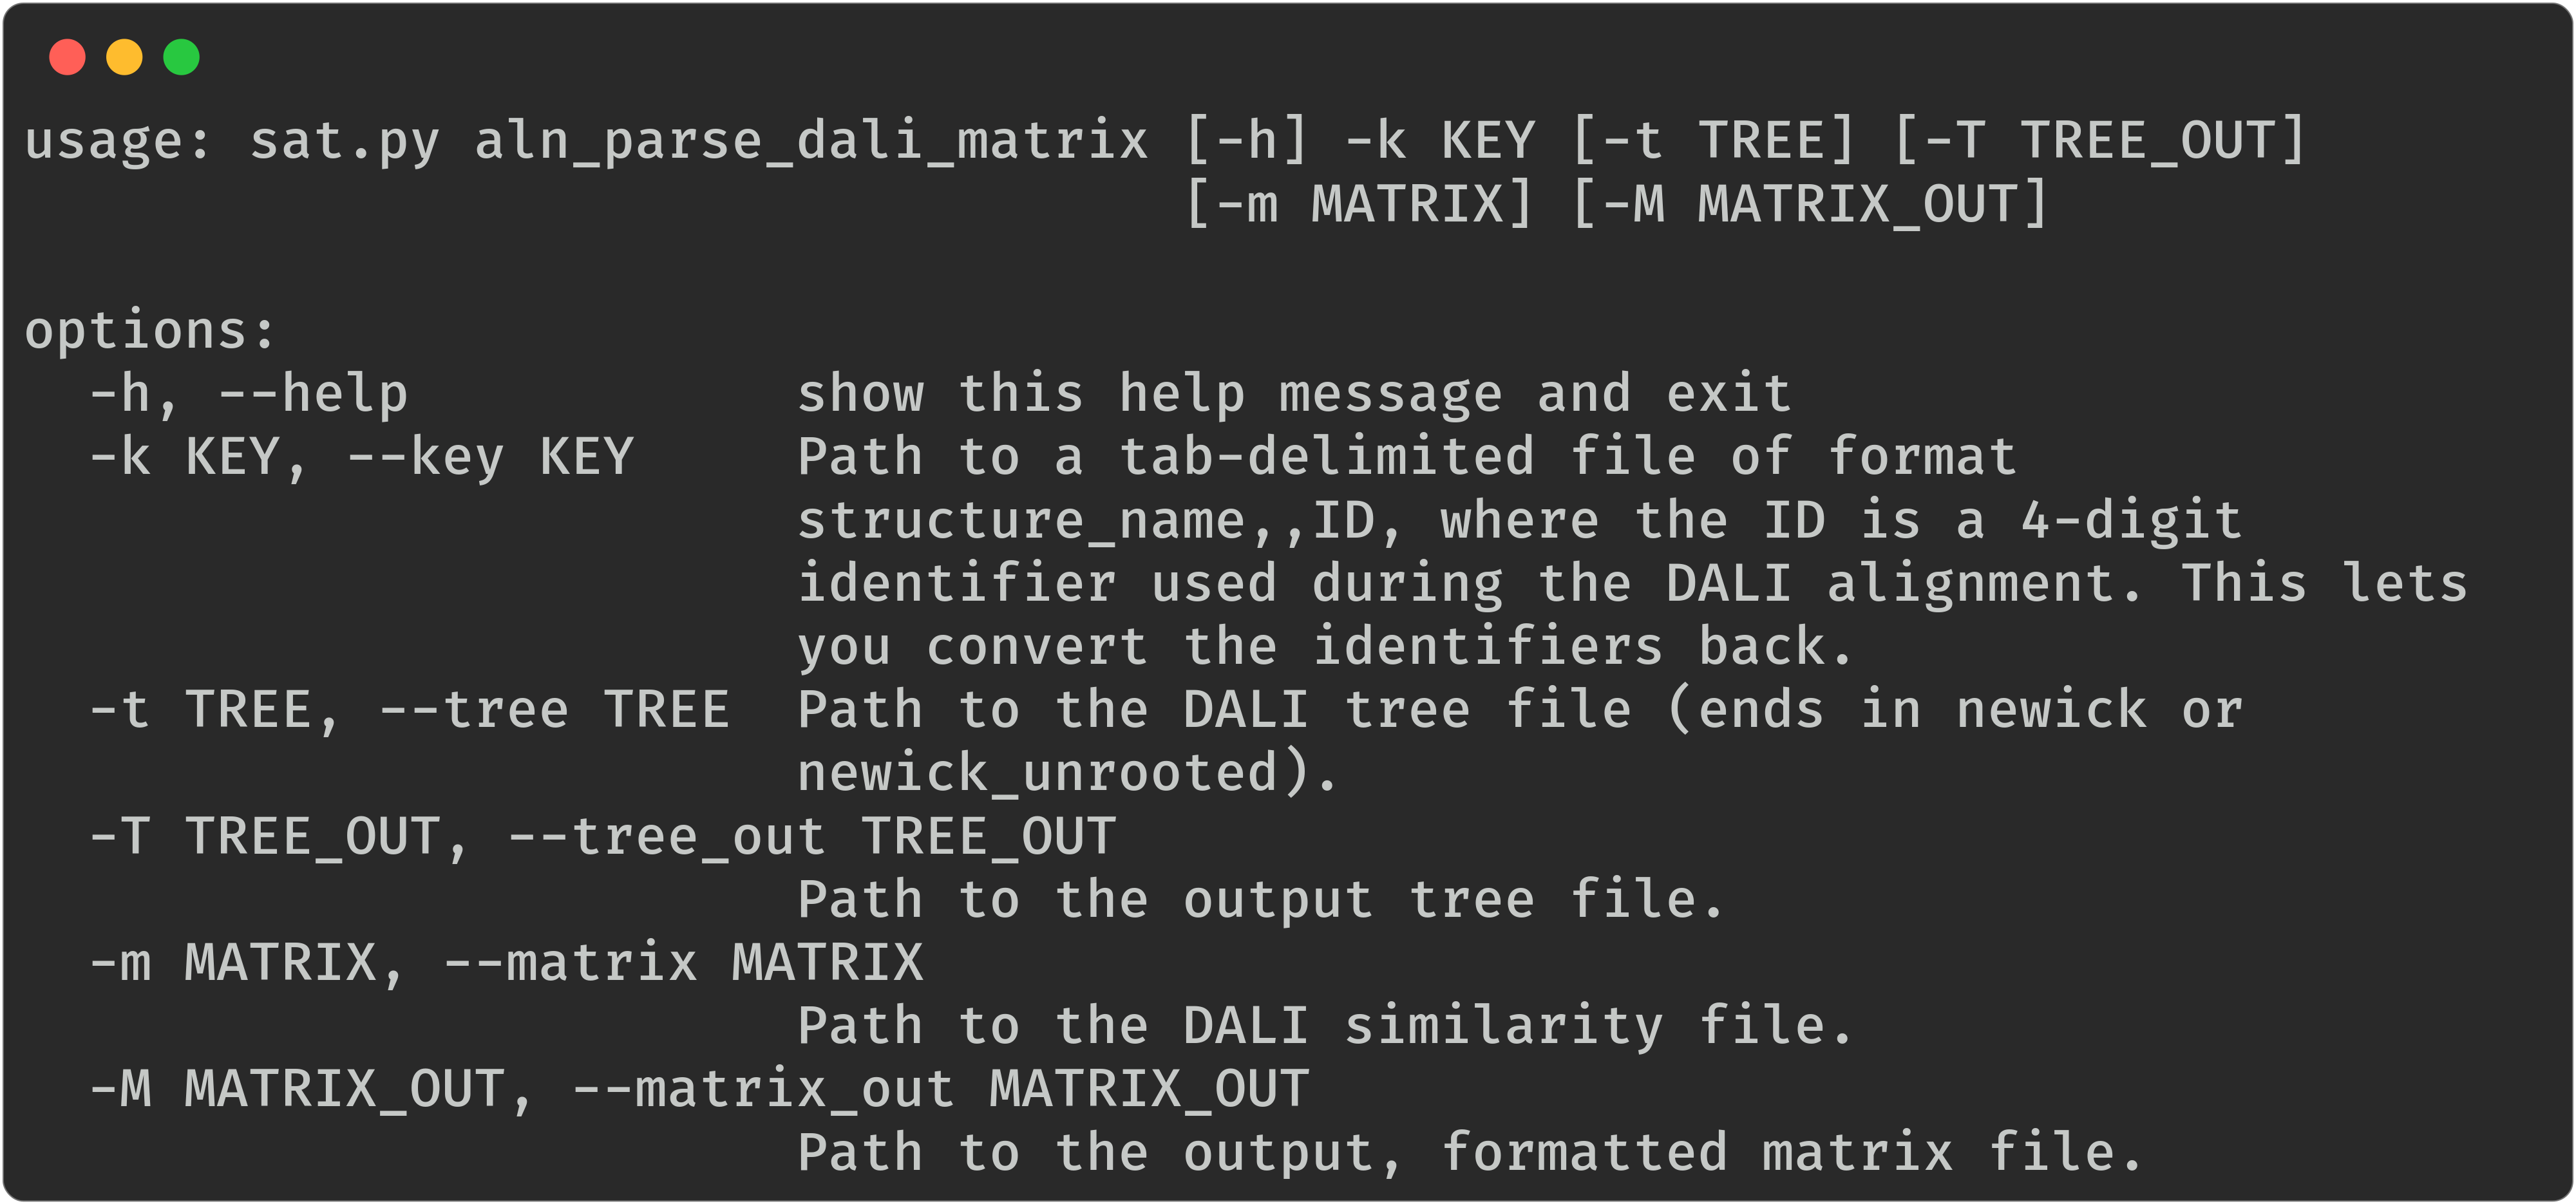 usage: sat.py aln_parse_dali_matrix [-h] -k KEY [-t TREE] [-T TREE_OUT]
                                    [-m MATRIX] [-M MATRIX_OUT]

options:
  -h, --help            show this help message and exit
  -k KEY, --key KEY     Path to a tab-delimited file of format
                        structure_name,,ID, where the ID is a 4-digit
                        identifier used during the DALI alignment. This lets
                        you convert the identifiers back.
  -t TREE, --tree TREE  Path to the DALI tree file (ends in newick or
                        newick_unrooted).
  -T TREE_OUT, --tree_out TREE_OUT
                        Path to the output tree file.
  -m MATRIX, --matrix MATRIX
                        Path to the DALI similarity file.
  -M MATRIX_OUT, --matrix_out MATRIX_OUT
                        Path to the output, formatted matrix file.